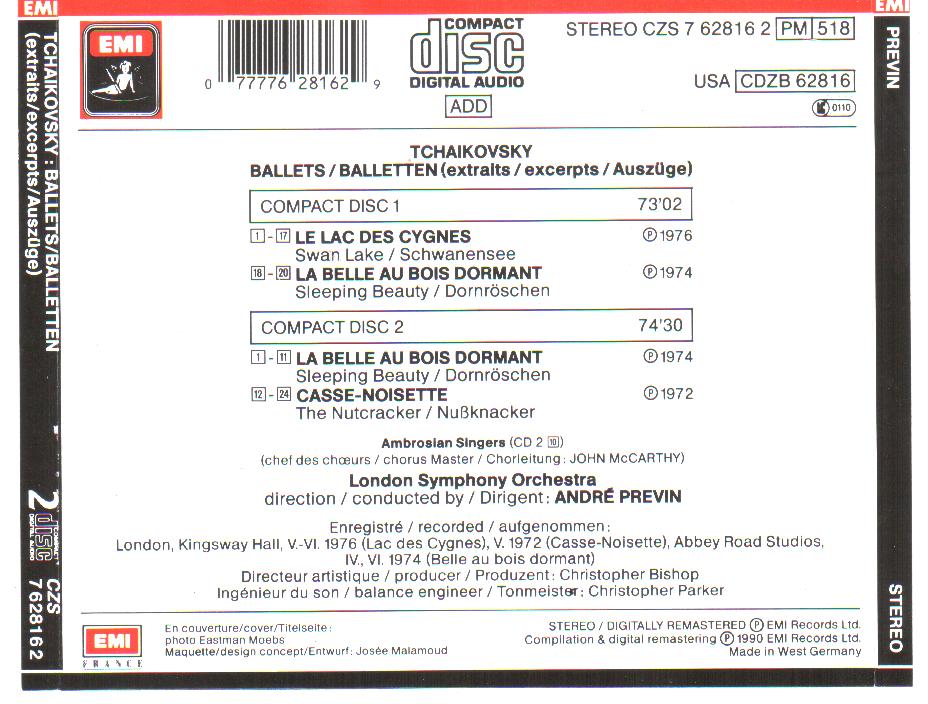 EMI
EMI
TCHAIKOVSKY : BALLETS/BALLETTEN
(extraits/excerpts/Auszüge)
2 COMPACT disc DIGITAL AUDIO
CZS
7 62816 2
EMI
0 77776 28162 9
COMPACT
disc
DIGITAL AUDIO
ADD
STEREO CZS 7 62816 2 PM 518
USA CDZB 62816
K 0110
TCHAIKOVSKY
BALLETS / BALLETTEN (extraits / excerpts / Auszüge)
COMPACT DISC 1 73'02
1 - 17 LE LAC DES CYGNES ℗ 1976
Swan Lake / Schwanensee
18 - 20 LA BELLE AU BOIS DORMANT ℗ 1974
Sleeping Beauty / Dornröschen
COMPACT DISC 2 74'30
1 - 11 LA BELLE AU BOIS DORMANT ℗ 1974
Sleeping Beauty / Dornröschen
12 - 24 CASSE-NOISETTE ℗ 1972
The Nutcracker / Nußknacker
Ambrosian Singers (CD 2 10)
(chef des chœurs / chorus Master / Chorleitung : JOHN McCARTHY)
London Symphony Orchestra
direction / conducted by / Dirigent : ANDRÉ PREVIN
Enregistré / recorded / aufgenommen :
London, Kingsway Hall, V.-VI. 1976 (Lac des Cygnes), V. 1972 (Casse-Noisette), Abbey Road Studios,
IV., VI. 1974 (Belle au bois dormant)
Directeur artistique / producer / Produzent : Christopher Bishop
Ingénieur du son / balance engineer / Tonmeister : Christopher Parker
EMI
FRANCE
En couverture/cover/Titelseite :
photo Eastman Moebs
Maquette/design concept/Entwurf : Josée Malamoud
STEREO / DIGITALLY REMASTERED ℗ EMI Records Ltd.
Compilation & digital remastering ℗ 1990 EMI Records Ltd.
Made in West Germany
PREVIN
STEREO